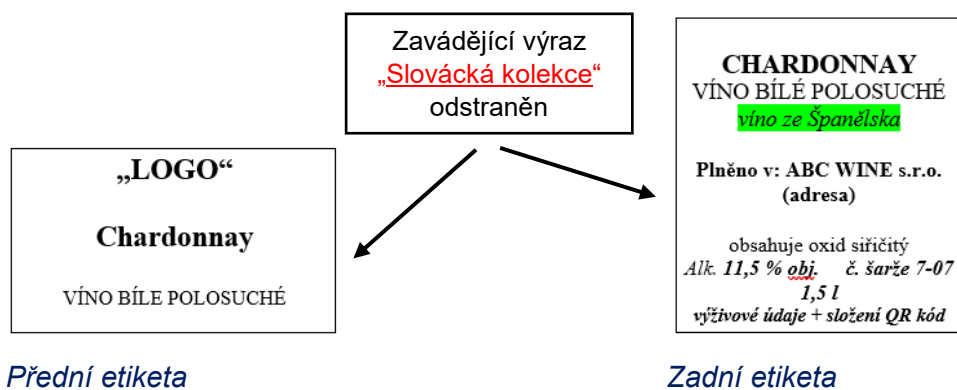 Zavádějící výraz
„Slovácká kolekce“
odstraněn
„LOGO“
Chardonnay
VÍNO BÍLE POLOSUCHÉ
Přední etiketa
CHARDONNAY
VÍNO BÍLÉ POLOSUCHÉ
víno ze Španělska
Plněno v: ABC WINE s.r.o.
(adresa)
obsahuje oxid siřičitý
Alk. 11,5 % obj. č. šarže 7-07
1,5 l
výživové údaje + složení QR kód
Zadní etiketa